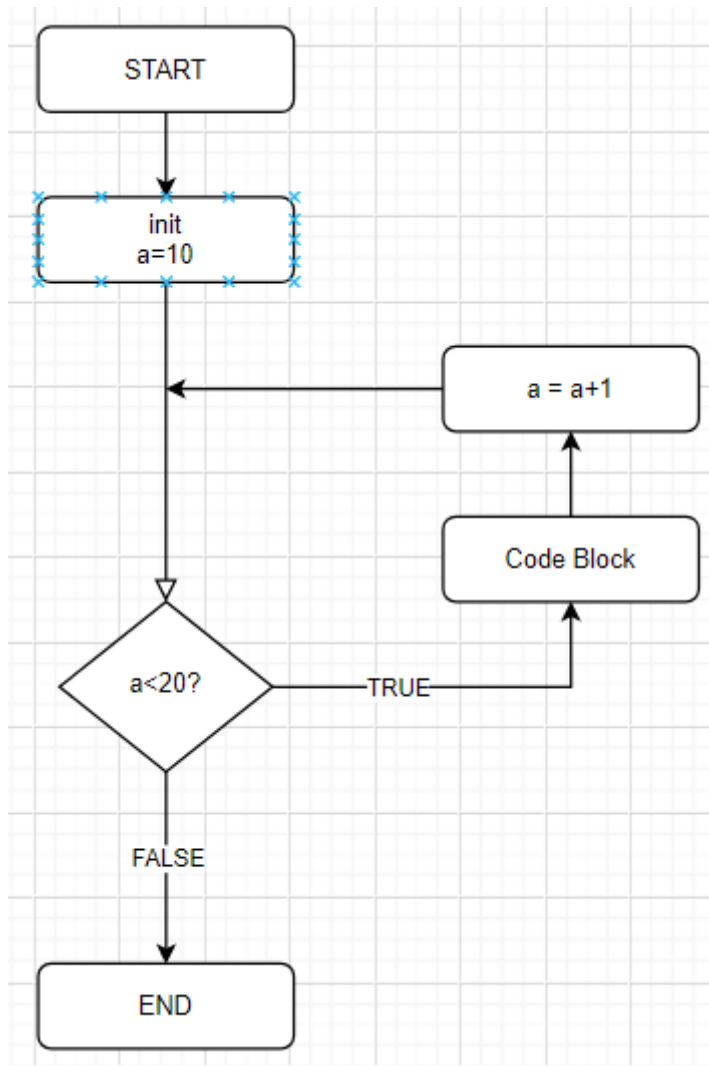 START
init
a=10
a = a+1
Code Block
a<20?
TRUE
FALSE
END